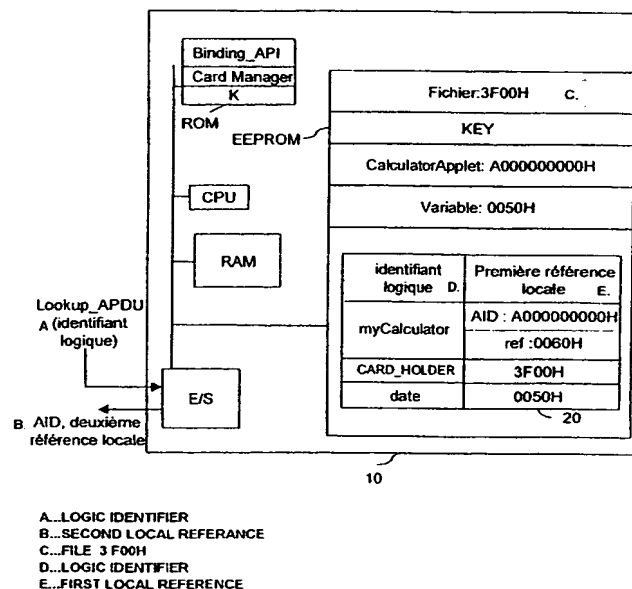 Binding_API
Card Manager
K
ROM
EEPROM
Fichier:3F00H C.
KEY
CalculatorApplet: A000000000H
CPU
Variable: 0050H
RAM
identifiant
logique D.
Première référence
locale E.
myCalculator
AID : A000000000H
ref :0060H
CARD_HOLDER
3F00H
date
0050H
20
Lookup_APDU
A (identifiant
logique)
E/S
B. AID, deuxième
référence locale
10
A...LOGIC IDENTIFIER
B...SECOND LOCAL REFERANCE
C...FILE 3 F00H
D...LOGIC IDENTIFIER
E...FIRST LOCAL REFERENCE